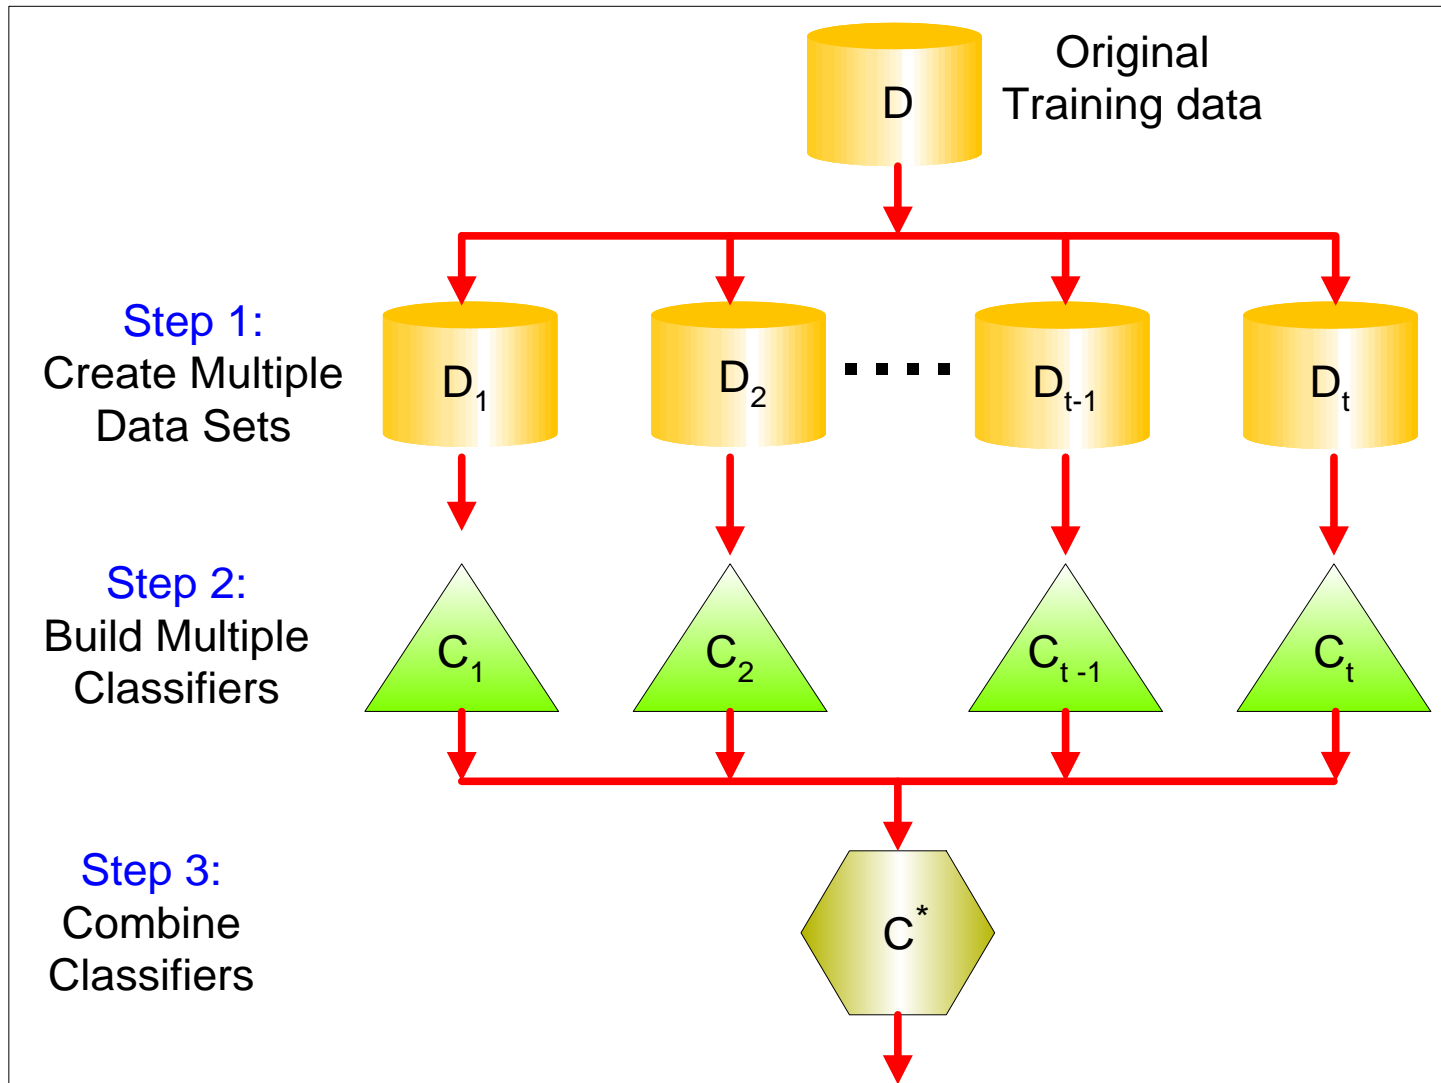 D
Original
Training data
Step 1:
Create Multiple
Data Sets
D1
D2
Dt-1
Dt
Step 2:
Build Multiple
Classifiers
C1
C2
Ct -1
Ct
Step 3:
Combine
Classifiers
C*